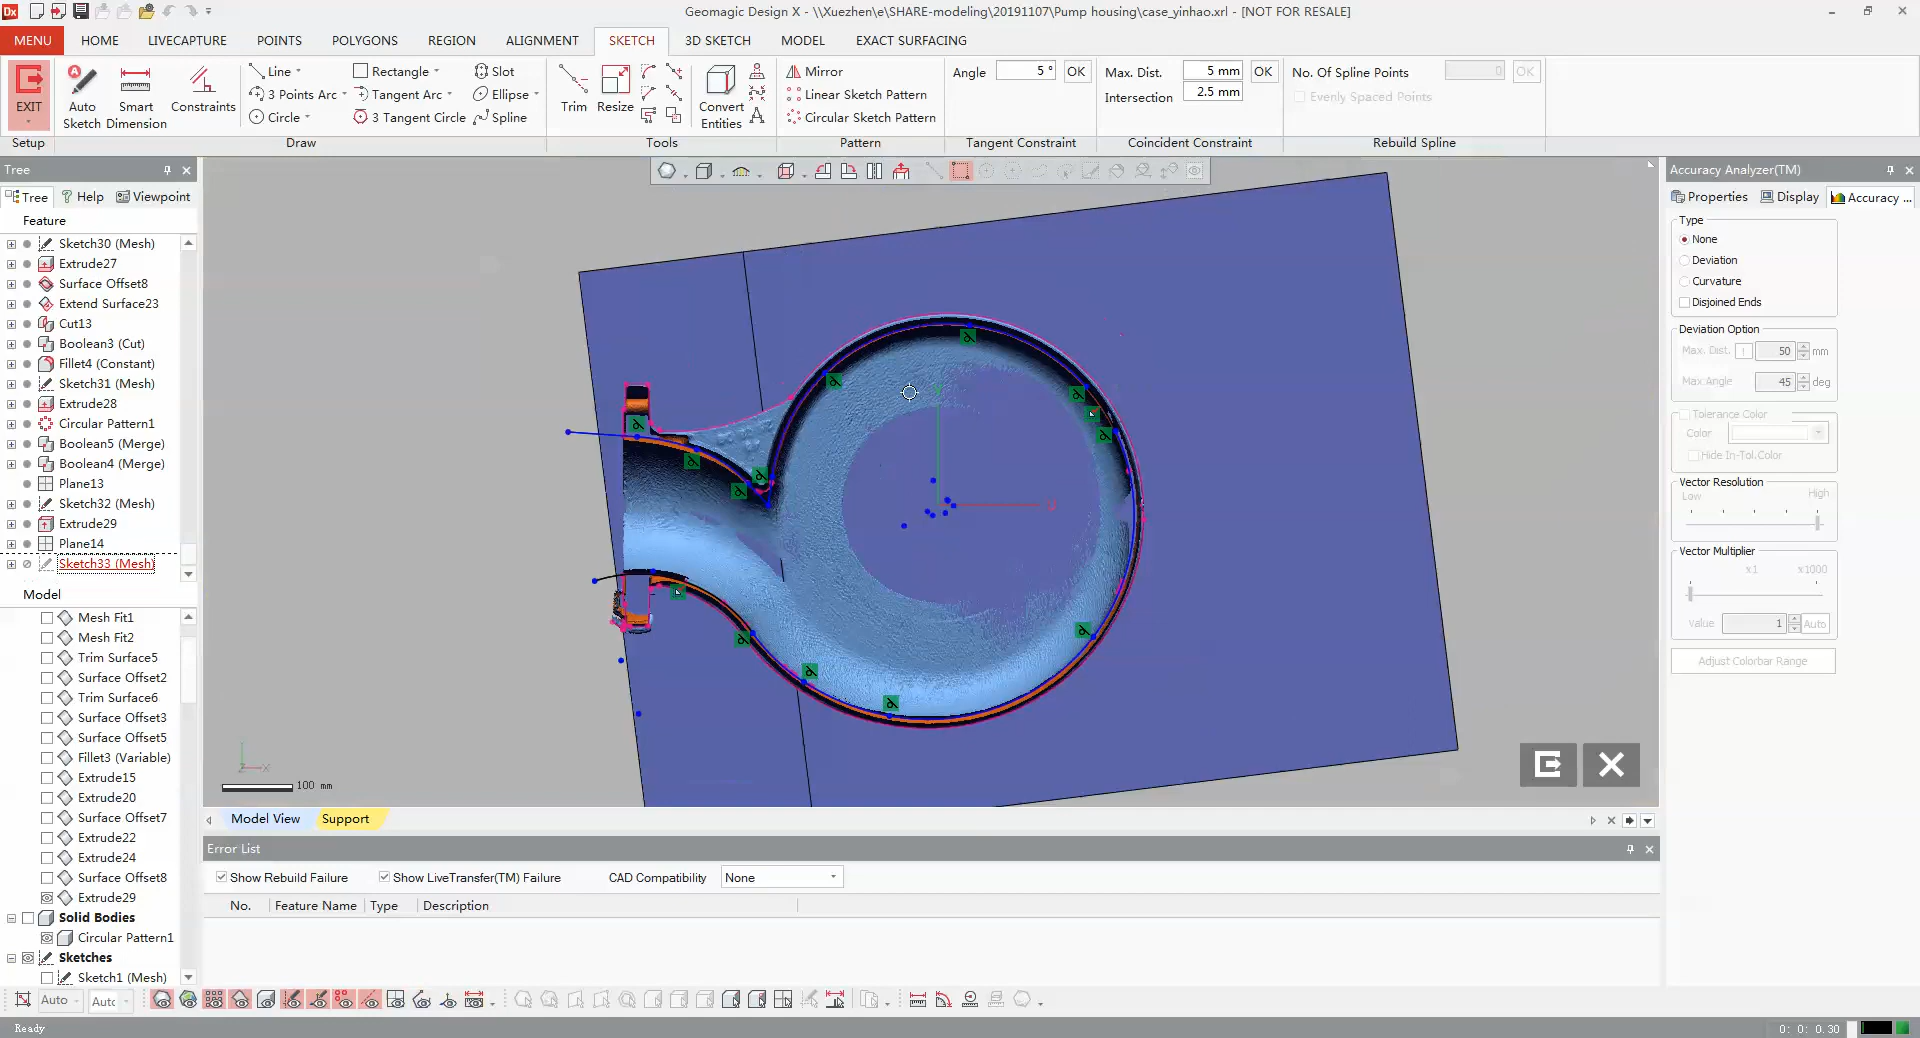 Dx
Geomagic Design X - \\Xuezhen\e\SHARE-modeling\20191107\Pump housing\case_yinhao.xrl - [NOT FOR RESALE]
MENU HOME LIVECAPTURE POINTS POLYGONS REGION ALIGNMENT SKETCH 3D SKETCH MODEL EXACT SURFACING
EXIT
Auto Sketch
Smart Dimension
Constraints
Line Rectangle Slot
3 Points Arc Tangent Arc Ellipse
Circle 3 Tangent Circle Spline
Trim Resize Convert Entities
Mirror
Linear Sketch Pattern
Circular Sketch Pattern
Angle 5 ° OK
Max. Dist. 5 mm OK
Intersection 2.5 mm
No. Of Spline Points 0 OK
Evenly Spaced Points
Setup Draw Tools Pattern Tangent Constraint Coincident Constraint Rebuild Spline
Tree
Tree Help Viewpoint
Feature
Sketch30 (Mesh)
Extrude27
Surface Offset8
Extend Surface23
Cut13
Boolean3 (Cut)
Fillet4 (Constant)
Sketch31 (Mesh)
Extrude28
Circular Pattern1
Boolean5 (Merge)
Boolean4 (Merge)
Plane13
Sketch32 (Mesh)
Extrude29
Plane14
Sketch33 (Mesh)
Model
Mesh Fit1
Mesh Fit2
Trim Surface5
Surface Offset2
Trim Surface6
Surface Offset3
Surface Offset5
Fillet3 (Variable)
Extrude15
Extrude20
Surface Offset7
Extrude22
Extrude24
Surface Offset8
Extrude29
Solid Bodies
Circular Pattern1
Sketches
Sketch1 (Mesh)
U
100 mm
Model View Support
Error List
Show Rebuild Failure Show LiveTransfer(TM) Failure CAD Compatibility None
No. Feature Name Type Description
Accuracy Analyzer(TM)
Properties Display Accuracy ...
Type
None
Deviation
Curvature
Disjoined Ends
Deviation Option
Max. Dist. 50 mm
Max.Angle 45 deg
Tolerance Color
Color
Hide In-Tol.Color
Vector Resolution
Low High
Vector Multiplier
x1 x1000
Value 1 Auto
Adjust Colorbar Range
Auto Autc
Ready
0: 0: 0.30